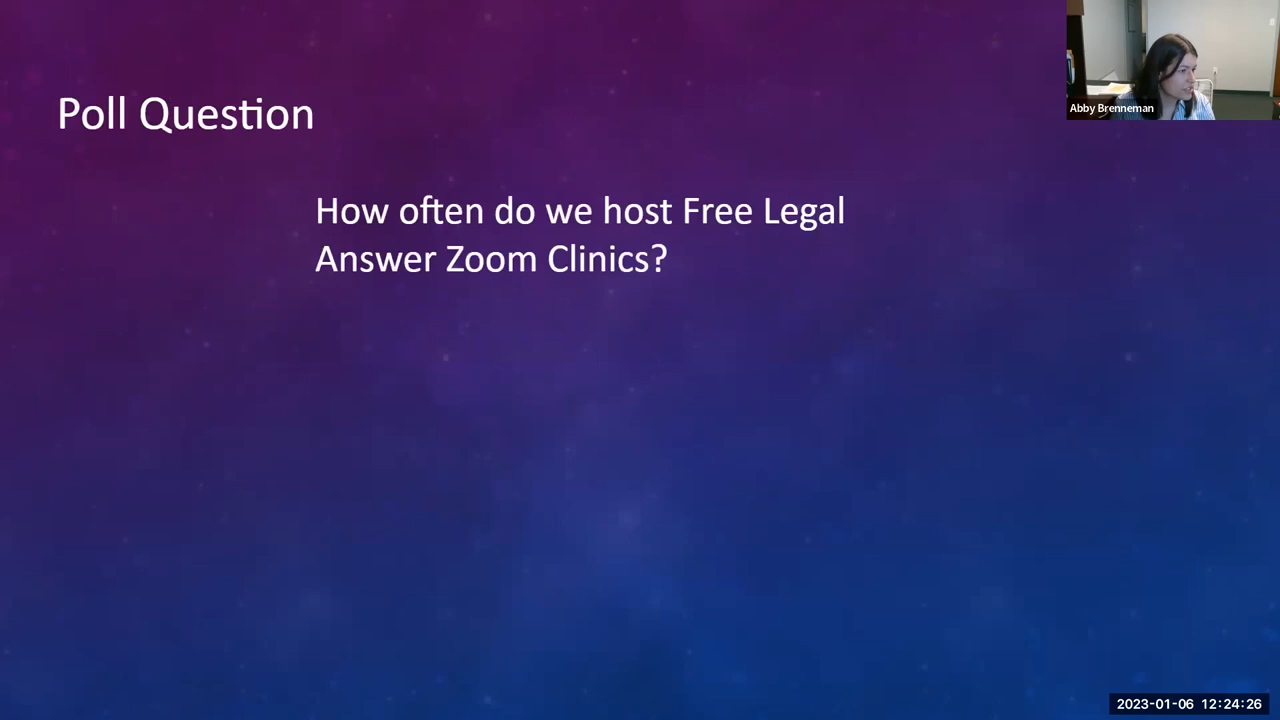 Poll Question
How often do we host Free Legal
Answer Zoom Clinics?
Abby Brenneman
2023-01-06 12:24:26